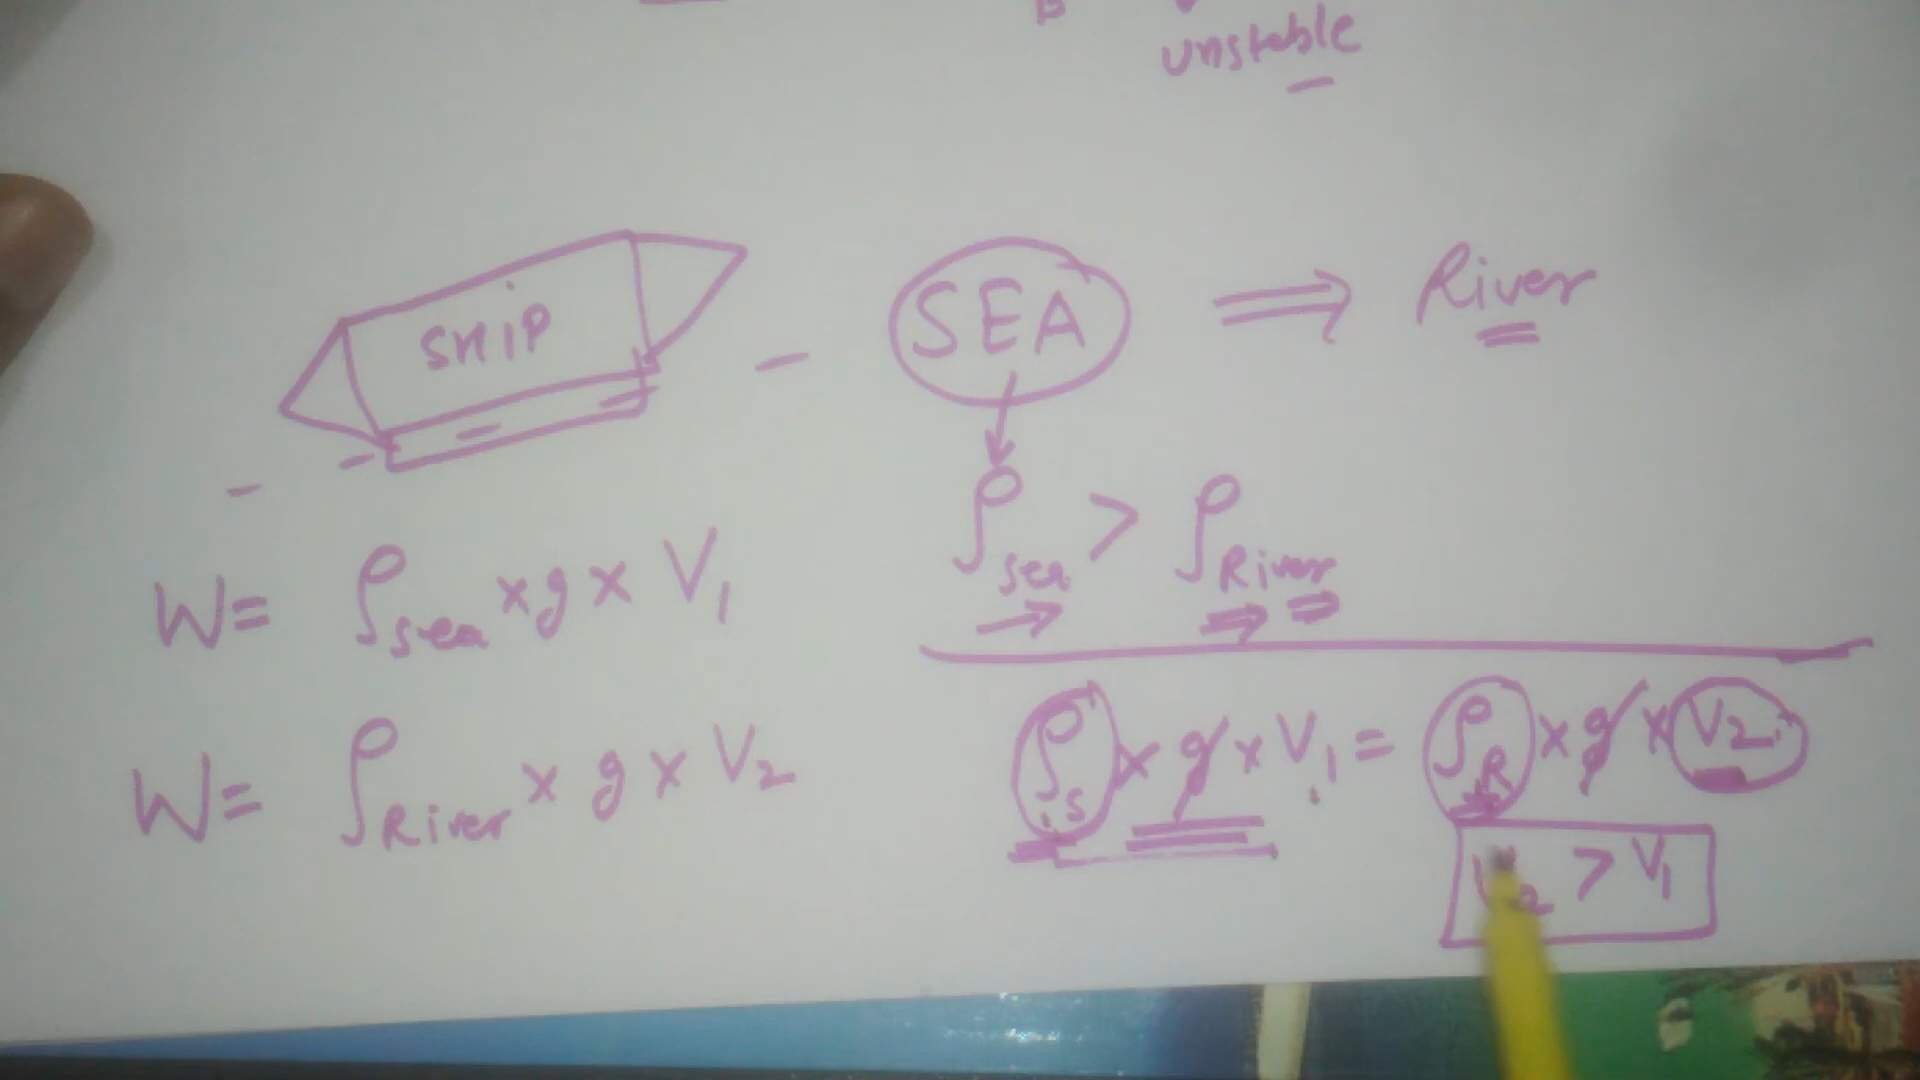 unstable
SHIP
SEA ⟹ River
ρsea > ρRiver
W = ρsea × g × V1
W = ρRiver × g × V2
ρs × g × V1 = ρR × g × V2
V2 > V1